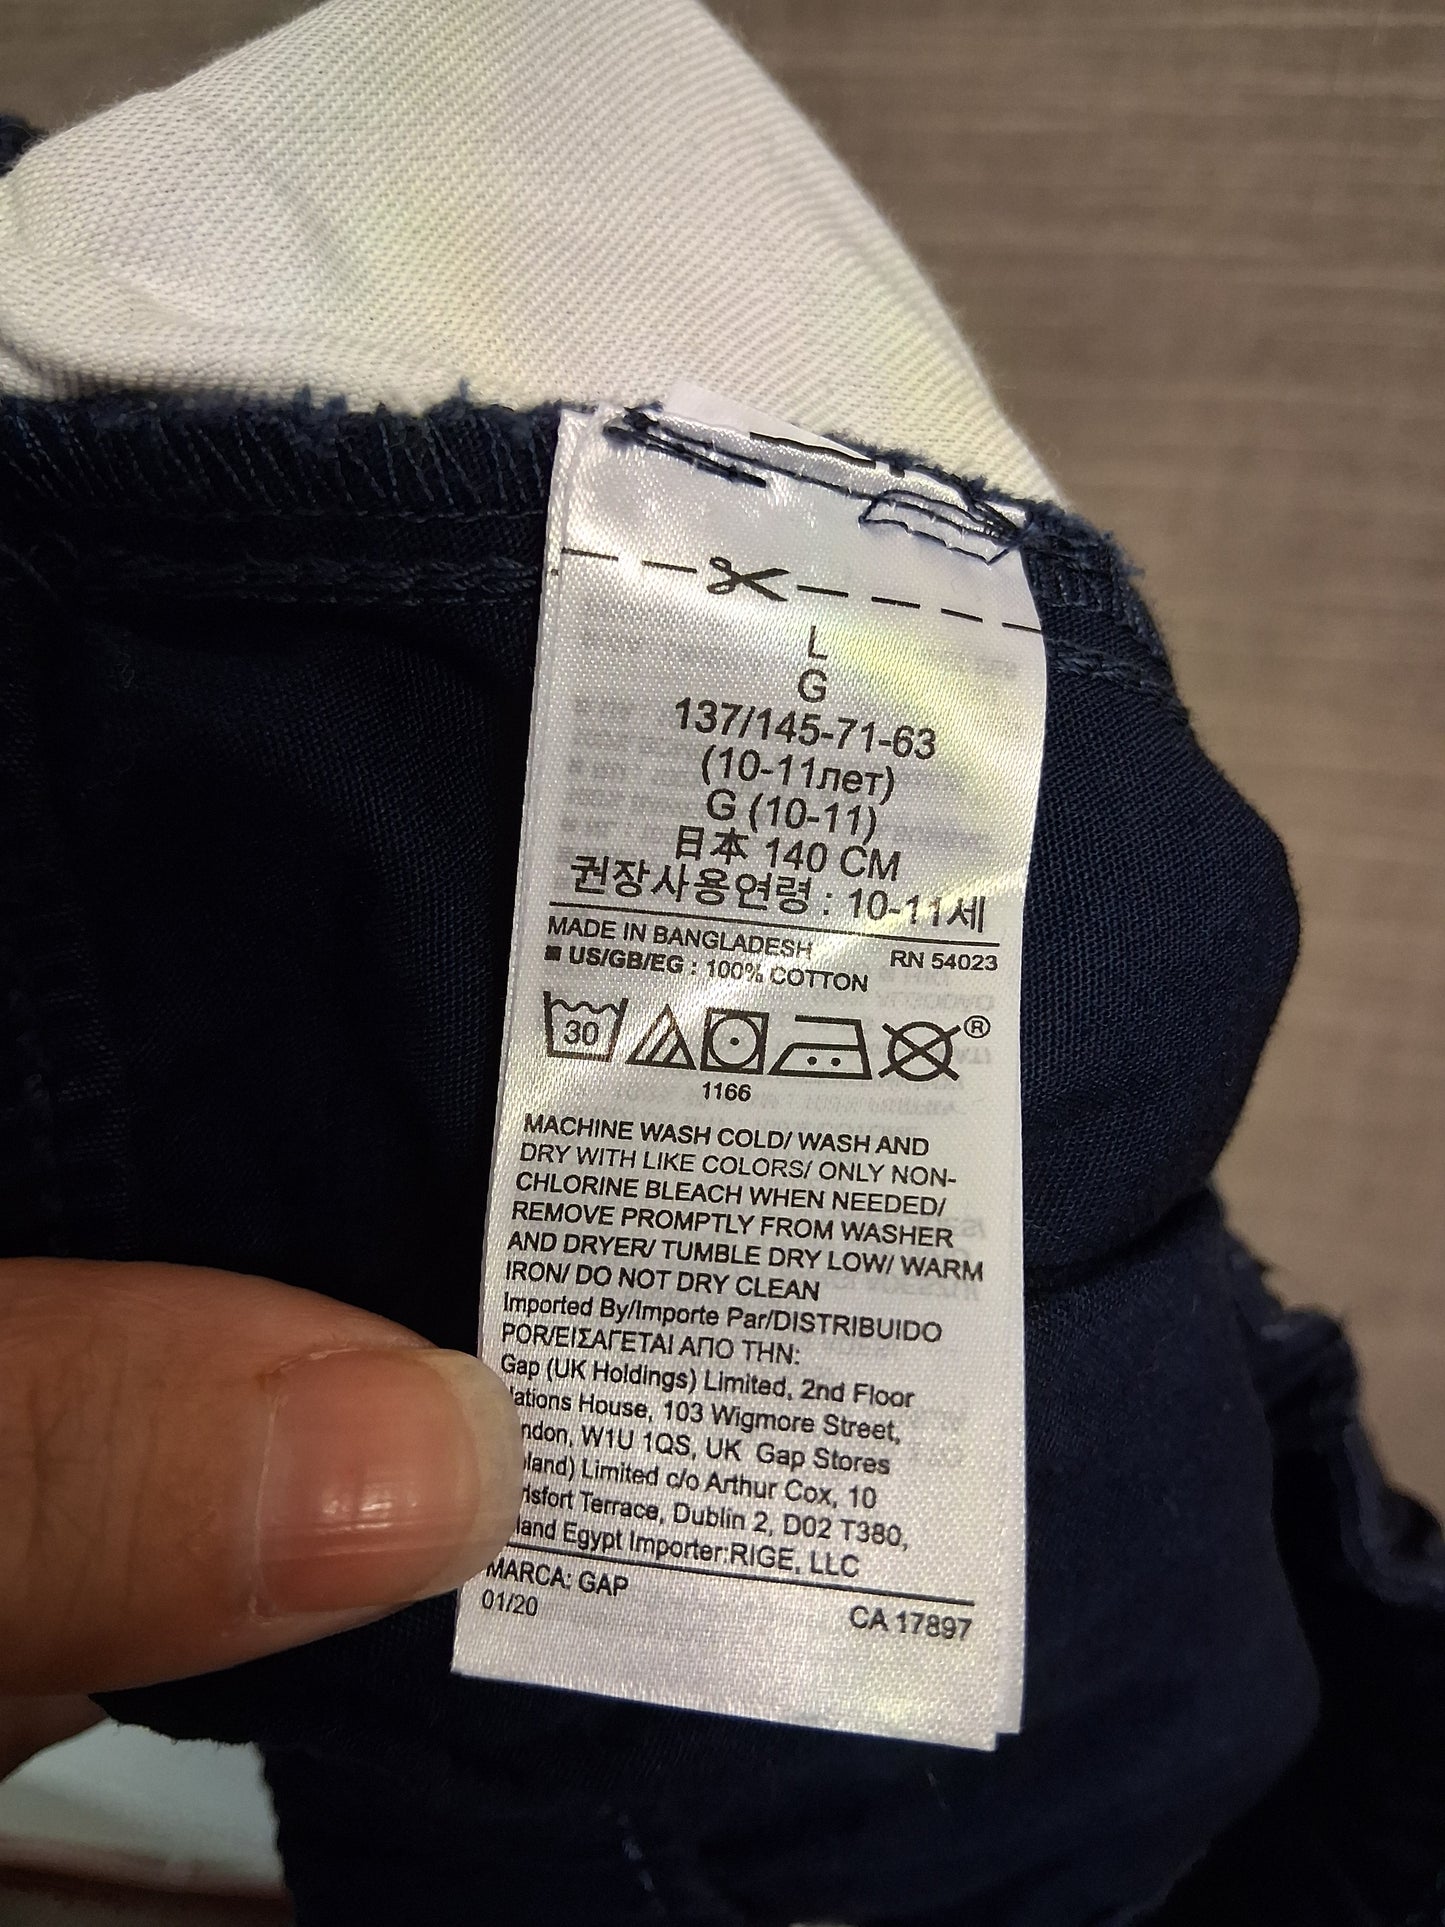 L
G
137/145-71-63
(10-11лет)
G (10-11)
日本 140 CM
권장사용연령 : 10-11세
MADE IN BANGLADESH RN 54023
■ US/GB/EG : 100% COTTON
30 ®
1166
MACHINE WASH COLD/ WASH AND
DRY WITH LIKE COLORS/ ONLY NON-
CHLORINE BLEACH WHEN NEEDED/
REMOVE PROMPTLY FROM WASHER
AND DRYER/ TUMBLE DRY LOW/ WARM
IRON/ DO NOT DRY CLEAN
Imported By/Importe Par/DISTRIBUIDO
POR/ΕΙΣΑΓΕΤΑΙ ΑΠΟ ΤΗΝ:
Gap (UK Holdings) Limited, 2nd Floor
ations House, 103 Wigmore Street,
ndon, W1U 1QS, UK Gap Stores
land) Limited c/o Arthur Cox, 10
lsfort Terrace, Dublin 2, D02 T380,
land Egypt Importer:RIGE, LLC
MARCA: GAP
01/20 CA 17897